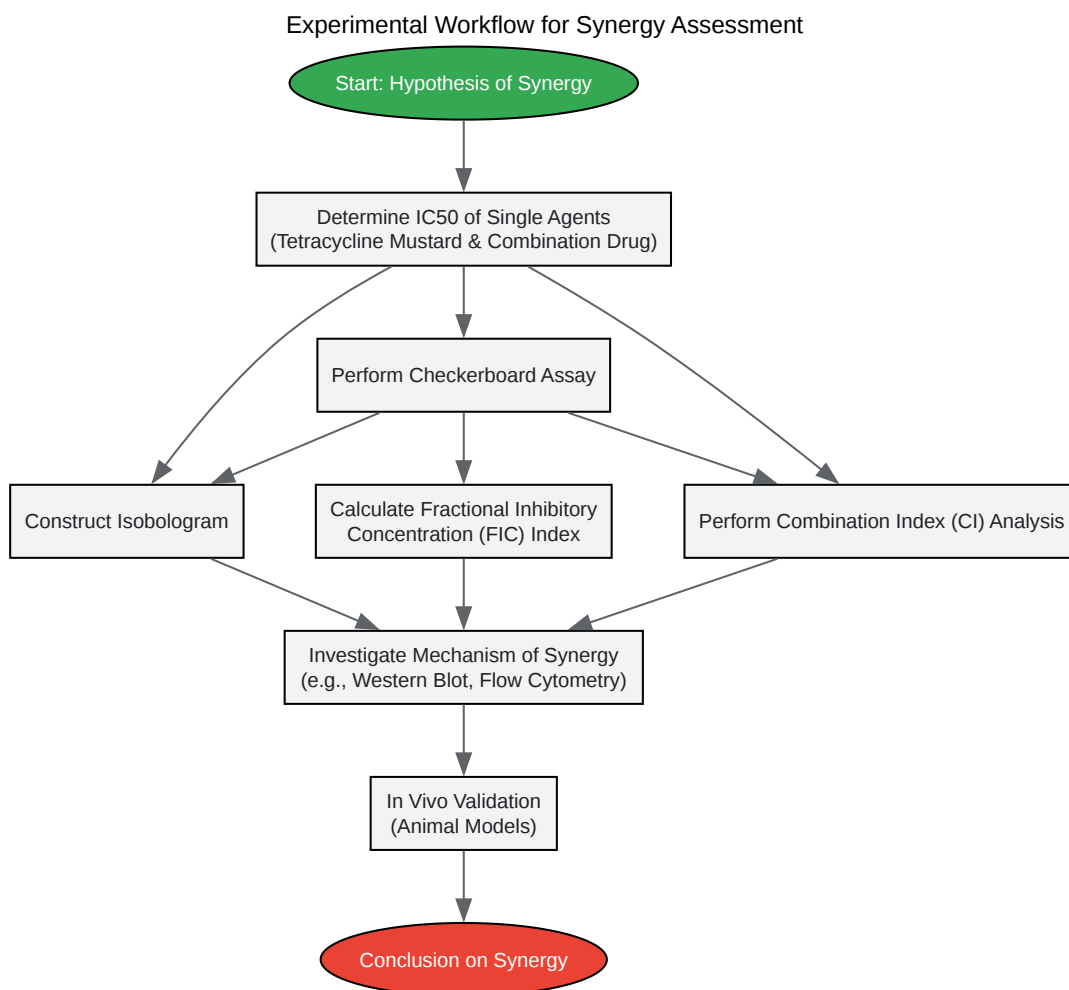 Experimental Workflow for Synergy Assessment
Start: Hypothesis of Synergy
Determine IC50 of Single Agents
(Tetracycline Mustard & Combination Drug)
Perform Checkerboard Assay
Construct Isobologram
Calculate Fractional Inhibitory
Concentration (FIC) Index
Perform Combination Index (CI) Analysis
Investigate Mechanism of Synergy
(e.g., Western Blot, Flow Cytometry)
In Vivo Validation
(Animal Models)
Conclusion on Synergy